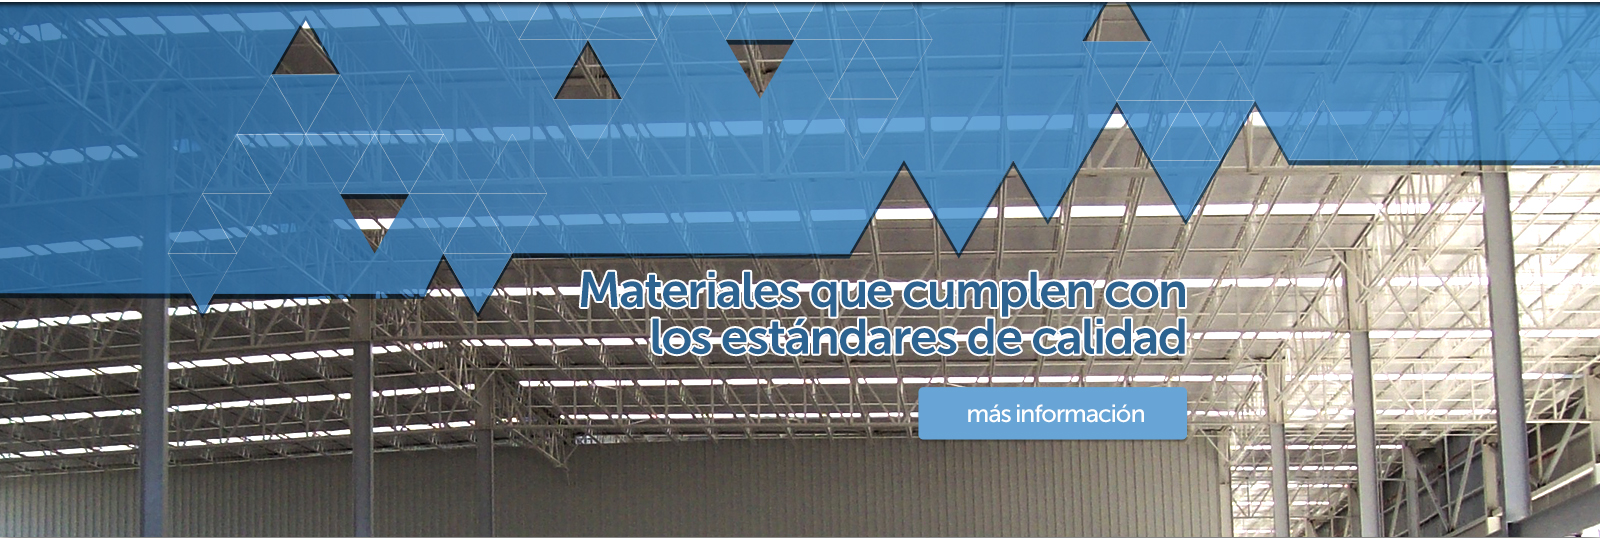 Materiales que cumplen con
los estándares de calidad
más información